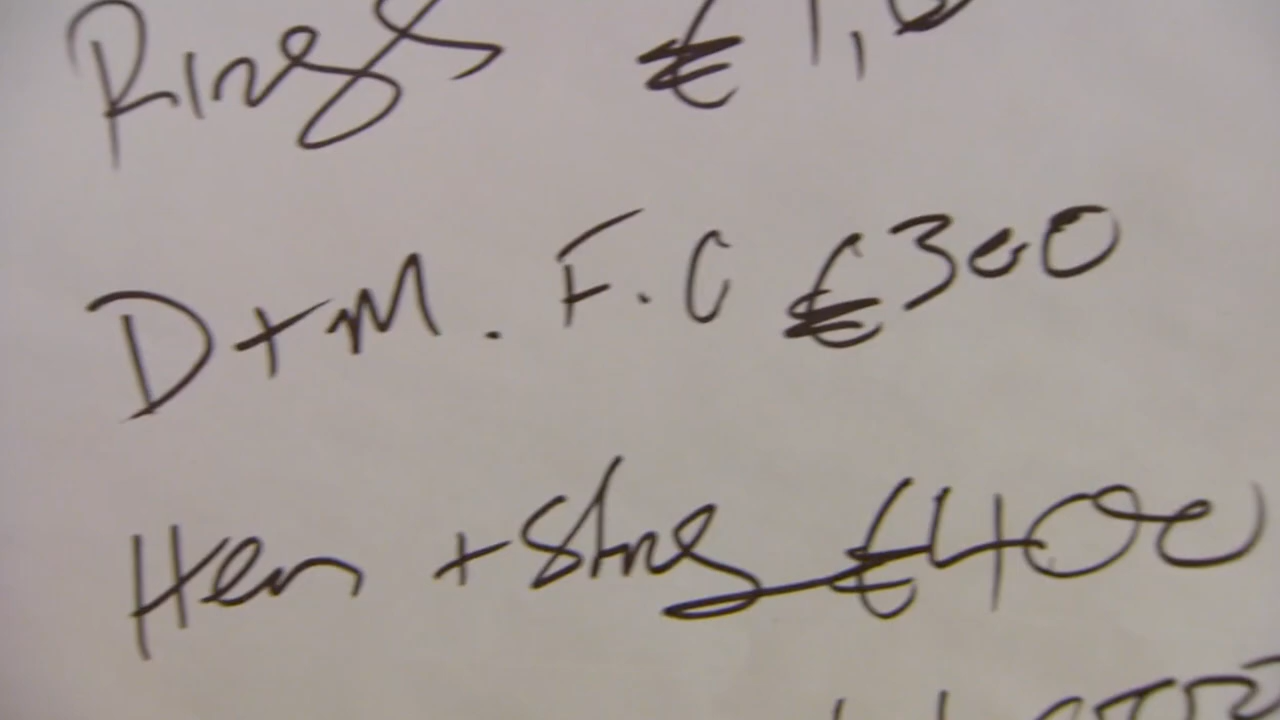 Rings € 1,
D+M. F.C € 300
Hen + Stag € 400